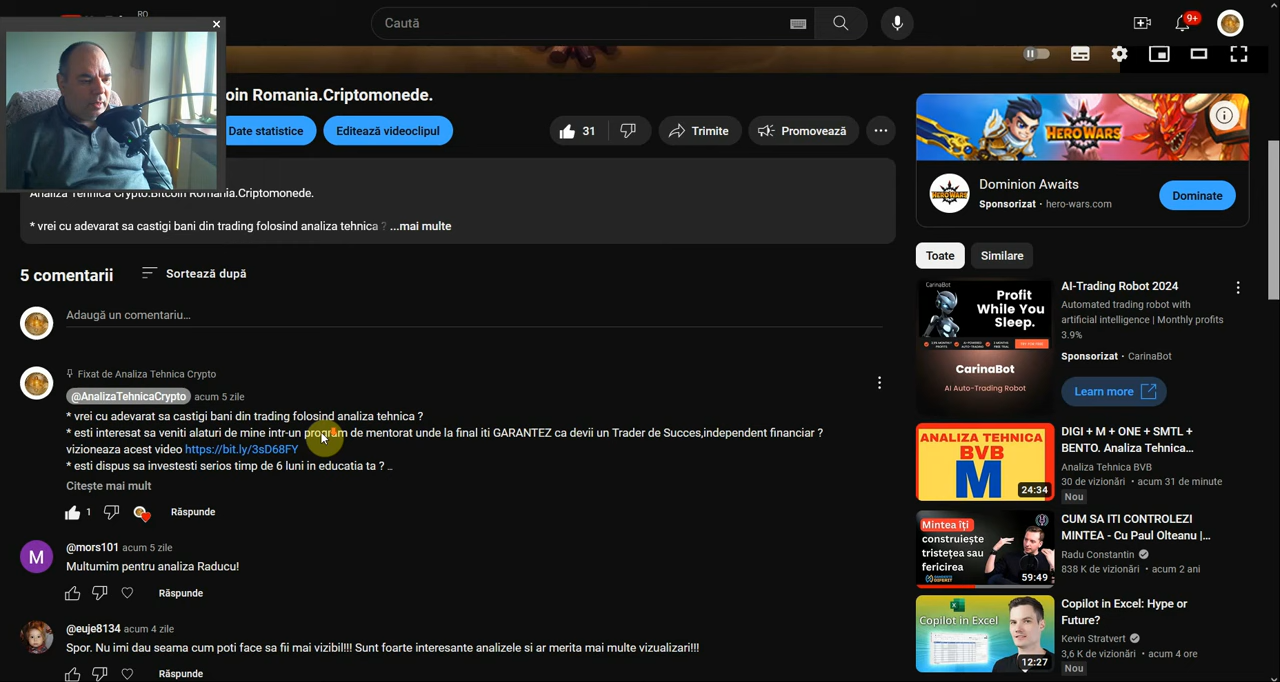 RO
Caută
9+
oin Romania.Criptomonede.
Date statistice
Editează videoclipul
31
Trimite
Promovează
Analiza Tehnica Crypto.Bitcoin Romania.Criptomonede.
* vrei cu adevarat sa castigi bani din trading folosind analiza tehnica ? ...mai multe
5 comentarii
Sortează după
Adaugă un comentariu...
Fixat de Analiza Tehnica Crypto
@AnalizaTehnicaCrypto acum 5 zile
* vrei cu adevarat sa castigi bani din trading folosind analiza tehnica ?
* esti interesat sa veniti alaturi de mine intr-un program de mentorat unde la final iti GARANTEZ ca devii un Trader de Succes,independent financiar ?
vizioneaza acest video https://bit.ly/3sD68FY
* esti dispus sa investesti serios timp de 6 luni in educatia ta ? ...
Citește mai mult
1
Răspunde
M
@mors101 acum 5 zile
Multumim pentru analiza Raducu!
Răspunde
@euje8134 acum 4 zile
Spor. Nu imi dau seama cum poti face sa fii mai vizibil!!! Sunt foarte interesante analizele si ar merita mai multe vizualizari!!!
Răspunde
HERO WARS
HERO WARS
Dominion Awaits
Sponsorizat · hero-wars.com
Dominate
Toate
Similare
CarinaBot
Profit
While You
Sleep.
CarinaBot
AI Auto-Trading Robot
AI-Trading Robot 2024
Automated trading robot with
artificial intelligence | Monthly profits
3.9%
Sponsorizat · CarinaBot
Learn more
ANALIZA TEHNICA
BVB
M
24:34
DIGI + M + ONE + SMTL +
BENTO. Analiza Tehnica...
Analiza Tehnica BVB
30 de vizionări · acum 31 de minute
Nou
Mintea îți
construiește
tristețea sau
fericirea
59:49
CUM SA ITI CONTROLEZI
MINTEA - Cu Paul Olteanu |...
Radu Constantin
838 K de vizionări · acum 2 ani
Copilot in Excel
12:27
Copilot in Excel: Hype or
Future?
Kevin Stratvert
3,6 K de vizionări · acum 4 ore
Nou